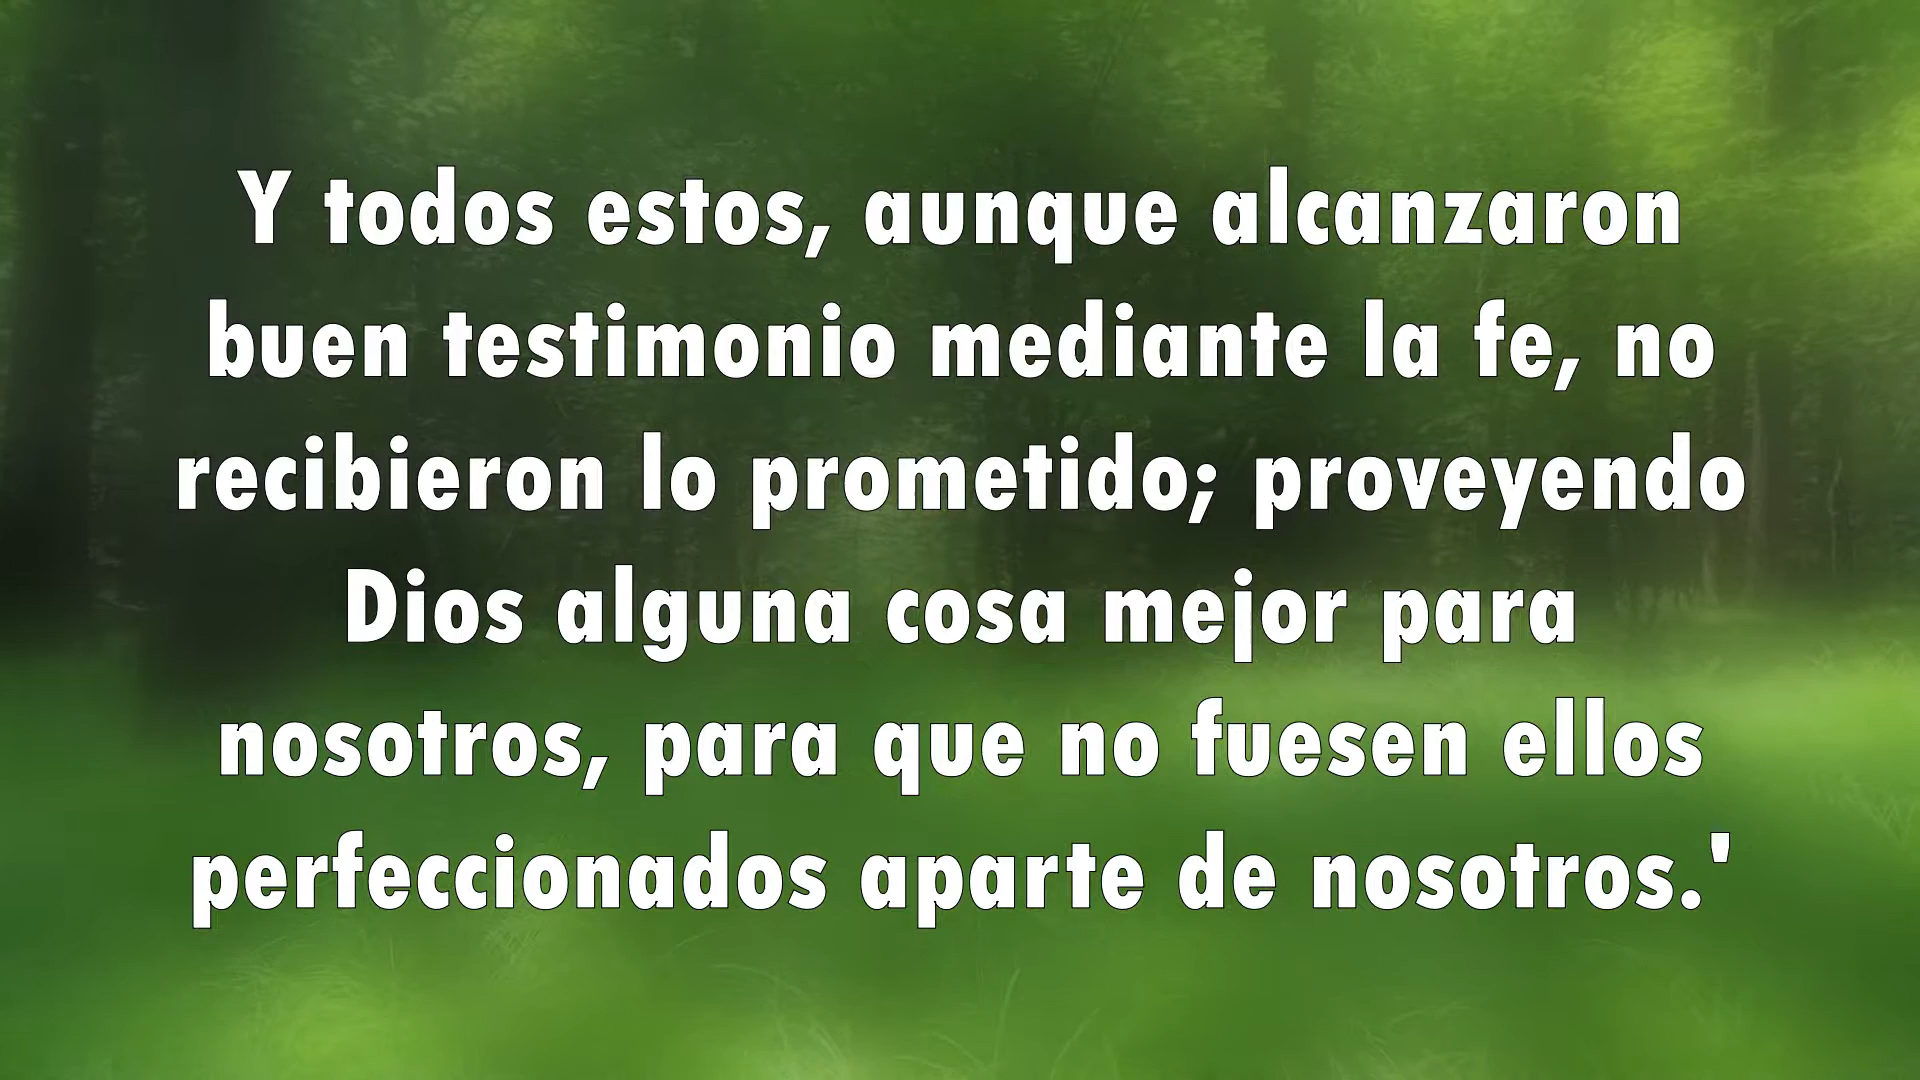 Y todos estos, aunque alcanzaron
buen testimonio mediante la fe, no
recibieron lo prometido; proveyendo
Dios alguna cosa mejor para
nosotros, para que no fuesen ellos
perfeccionados aparte de nosotros.'